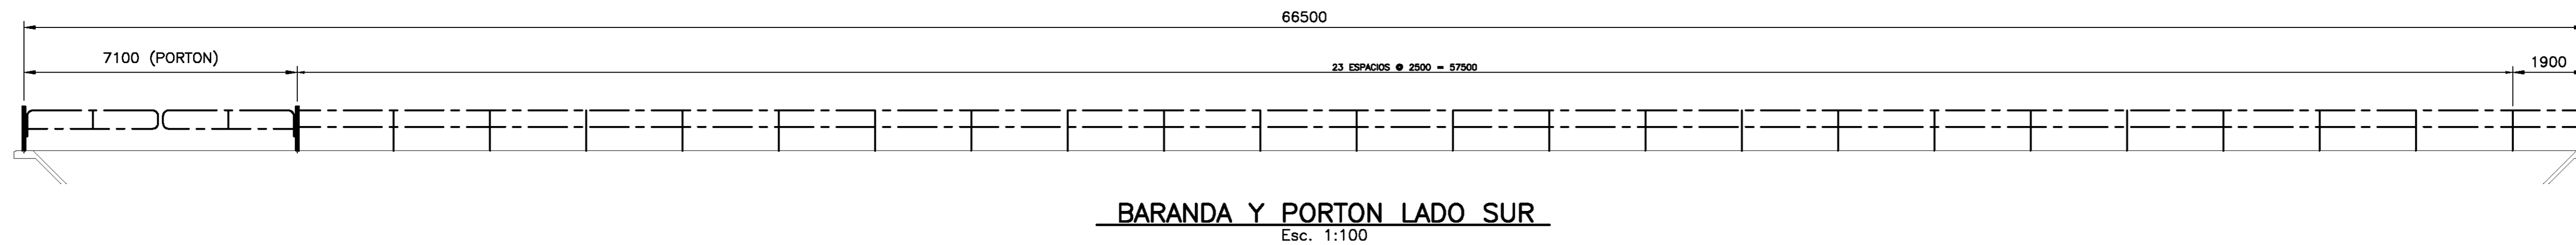 66500
7100 (PORTON)
23 ESPACIOS @ 2500 = 57500
1900
BARANDA Y PORTON LADO SUR
Esc. 1:100